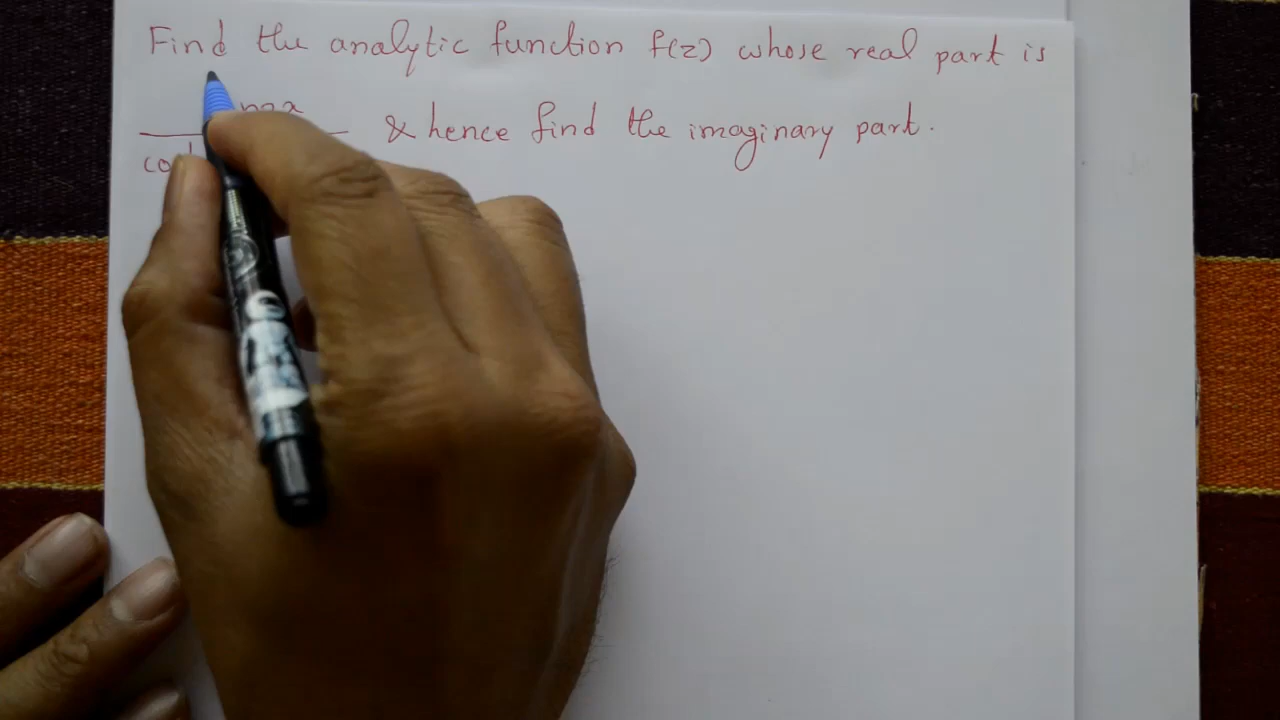 Find the analytic function f(z) whose real part is
& hence find the imaginary part.